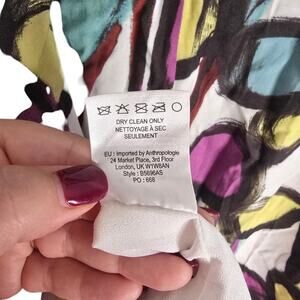 DRY CLEAN ONLY
NETTOYAGE À SEC
SEULEMENT
EU : Imported by Anthropologie
24 Market Place, 3rd Floor
London, UK W1W8AN
Style : B5696AS
PO : 668